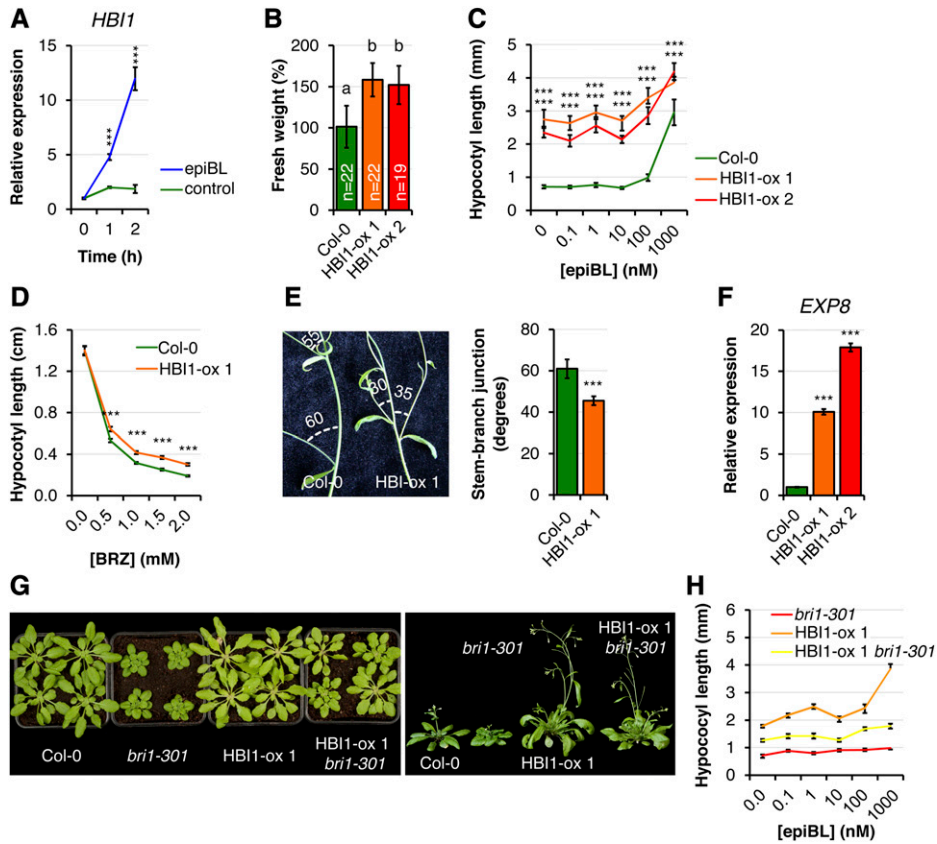 A
HBI1
Relative expression
15
10
5
0
0
1
2
***
***
Time (h)
epiBL
control
B
Fresh weight (%)
200
150
100
50
0
a
b
b
n=22
n=22
n=19
Col-0
HBI1-ox 1
HBI1-ox 2
C
Hypocotyl length (mm)
5
4
3
2
1
0
***
***
***
***
***
***
***
***
***
***
***
***
0
0.1
1
10
100
1000
[epiBL] (nM)
Col-0
HBI1-ox 1
HBI1-ox 2
D
Hypocotyl length (cm)
1.6
1.2
0.8
0.4
0.0
Col-0
HBI1-ox 1
***
***
***
***
0.0
0.5
1.0
1.5
2.0
[BRZ] (mM)
E
55
60
30
35
Col-0
HBI-ox 1
Stem-branch junction
(degrees)
80
60
40
20
0
***
Col-0
HBI1-ox 1
F
EXP8
Relative expression
20
15
10
5
0
***
***
Col-0
HBI1-ox 1
HBI1-ox 2
G
Col-0
bri1-301
HBI1-ox 1
HBI1-ox 1
bri1-301
bri1-301
HBI1-ox 1
bri1-301
Col-0
HBI1-ox 1
H
Hypococyl length (mm)
6
5
4
3
2
1
0
bri1-301
HBI1-ox 1
HBI1-ox 1 bri1-301
0.0
0.1
1
10
100
1000
[epiBL] (nM)